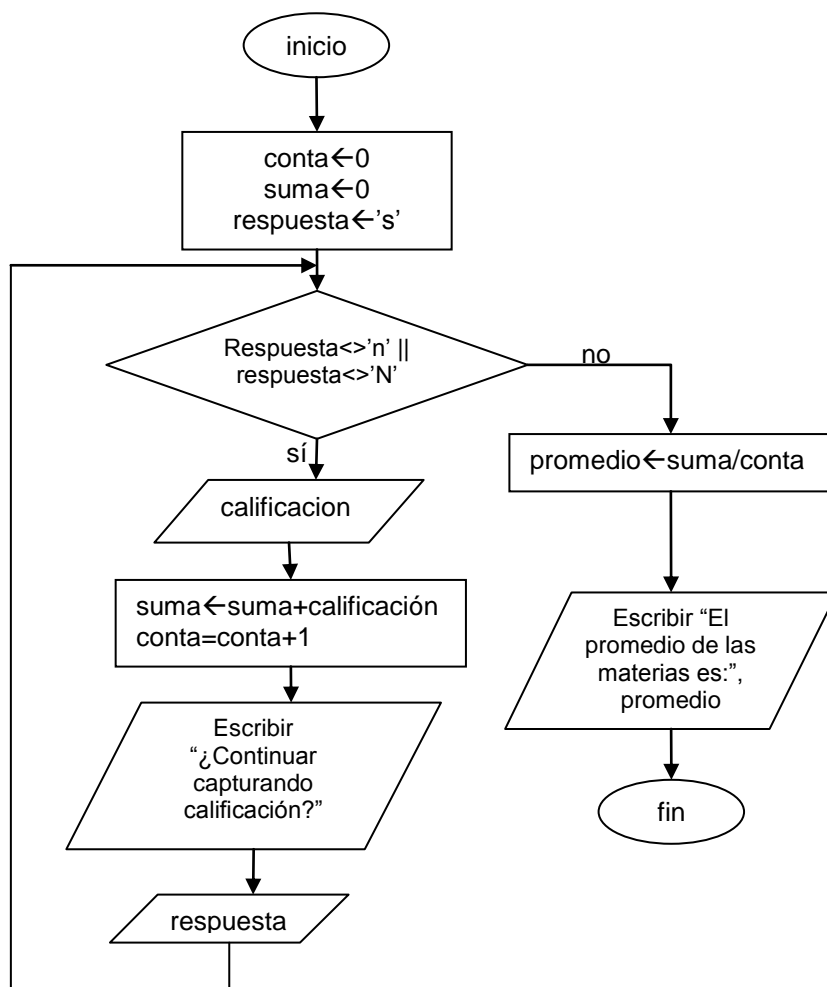 inicio
conta←0
suma←0
respuesta←’s’
Respuesta<>’n’ ||
respuesta<>’N’
no
sí
promedio←suma/conta
calificacion
suma←suma+calificación
conta=conta+1
Escribir “El
promedio de las
materias es:”,
promedio
Escribir
“¿Continuar
capturando
calificación?”
fin
respuesta